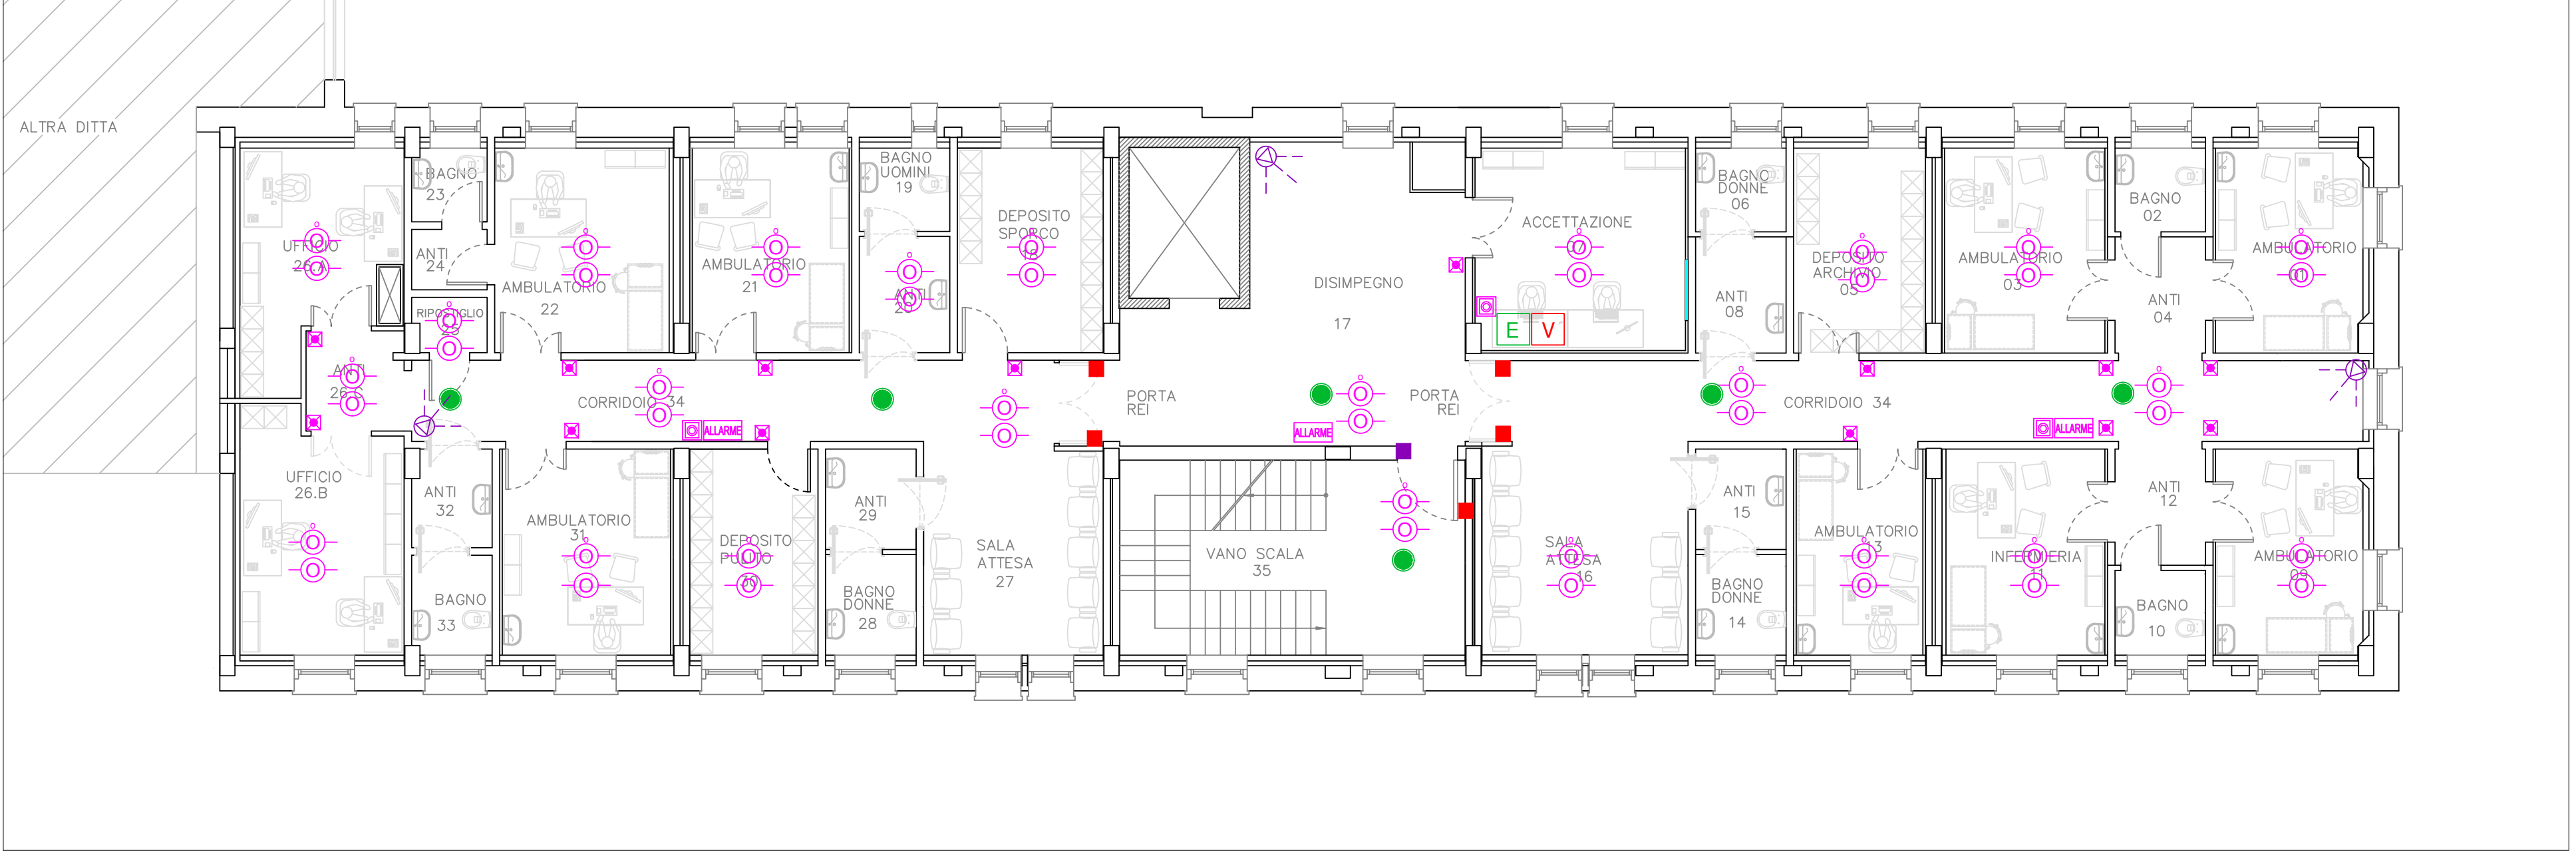 ALTRA DITTA
BAGNO
23
ANTI
24
UFFICIO
26.A
RIPOSTIGLIO
25
AMBULATORIO
22
AMBULATORIO
21
BAGNO
UOMINI
19
ANTI
20
DEPOSITO
SPORCO
18
DISIMPEGNO
17
ACCETTAZIONE
07
E
V
BAGNO
DONNE
06
ANTI
08
DEPOSITO
ARCHIVIO
05
AMBULATORIO
03
BAGNO
02
ANTI
04
AMBULATORIO
01
ANTI
26.C
CORRIDOIO 34
ALLARME
PORTA
REI
ALLARME
PORTA
REI
CORRIDOIO 34
ALLARME
UFFICIO
26.B
ANTI
32
BAGNO
33
AMBULATORIO
31
DEPOSITO
PULITO
30
ANTI
29
BAGNO
DONNE
28
SALA
ATTESA
27
VANO SCALA
35
SALA
ATTESA
16
ANTI
15
BAGNO
DONNE
14
AMBULATORIO
13
INFERMIERIA
11
ANTI
12
BAGNO
10
AMBULATORIO
09